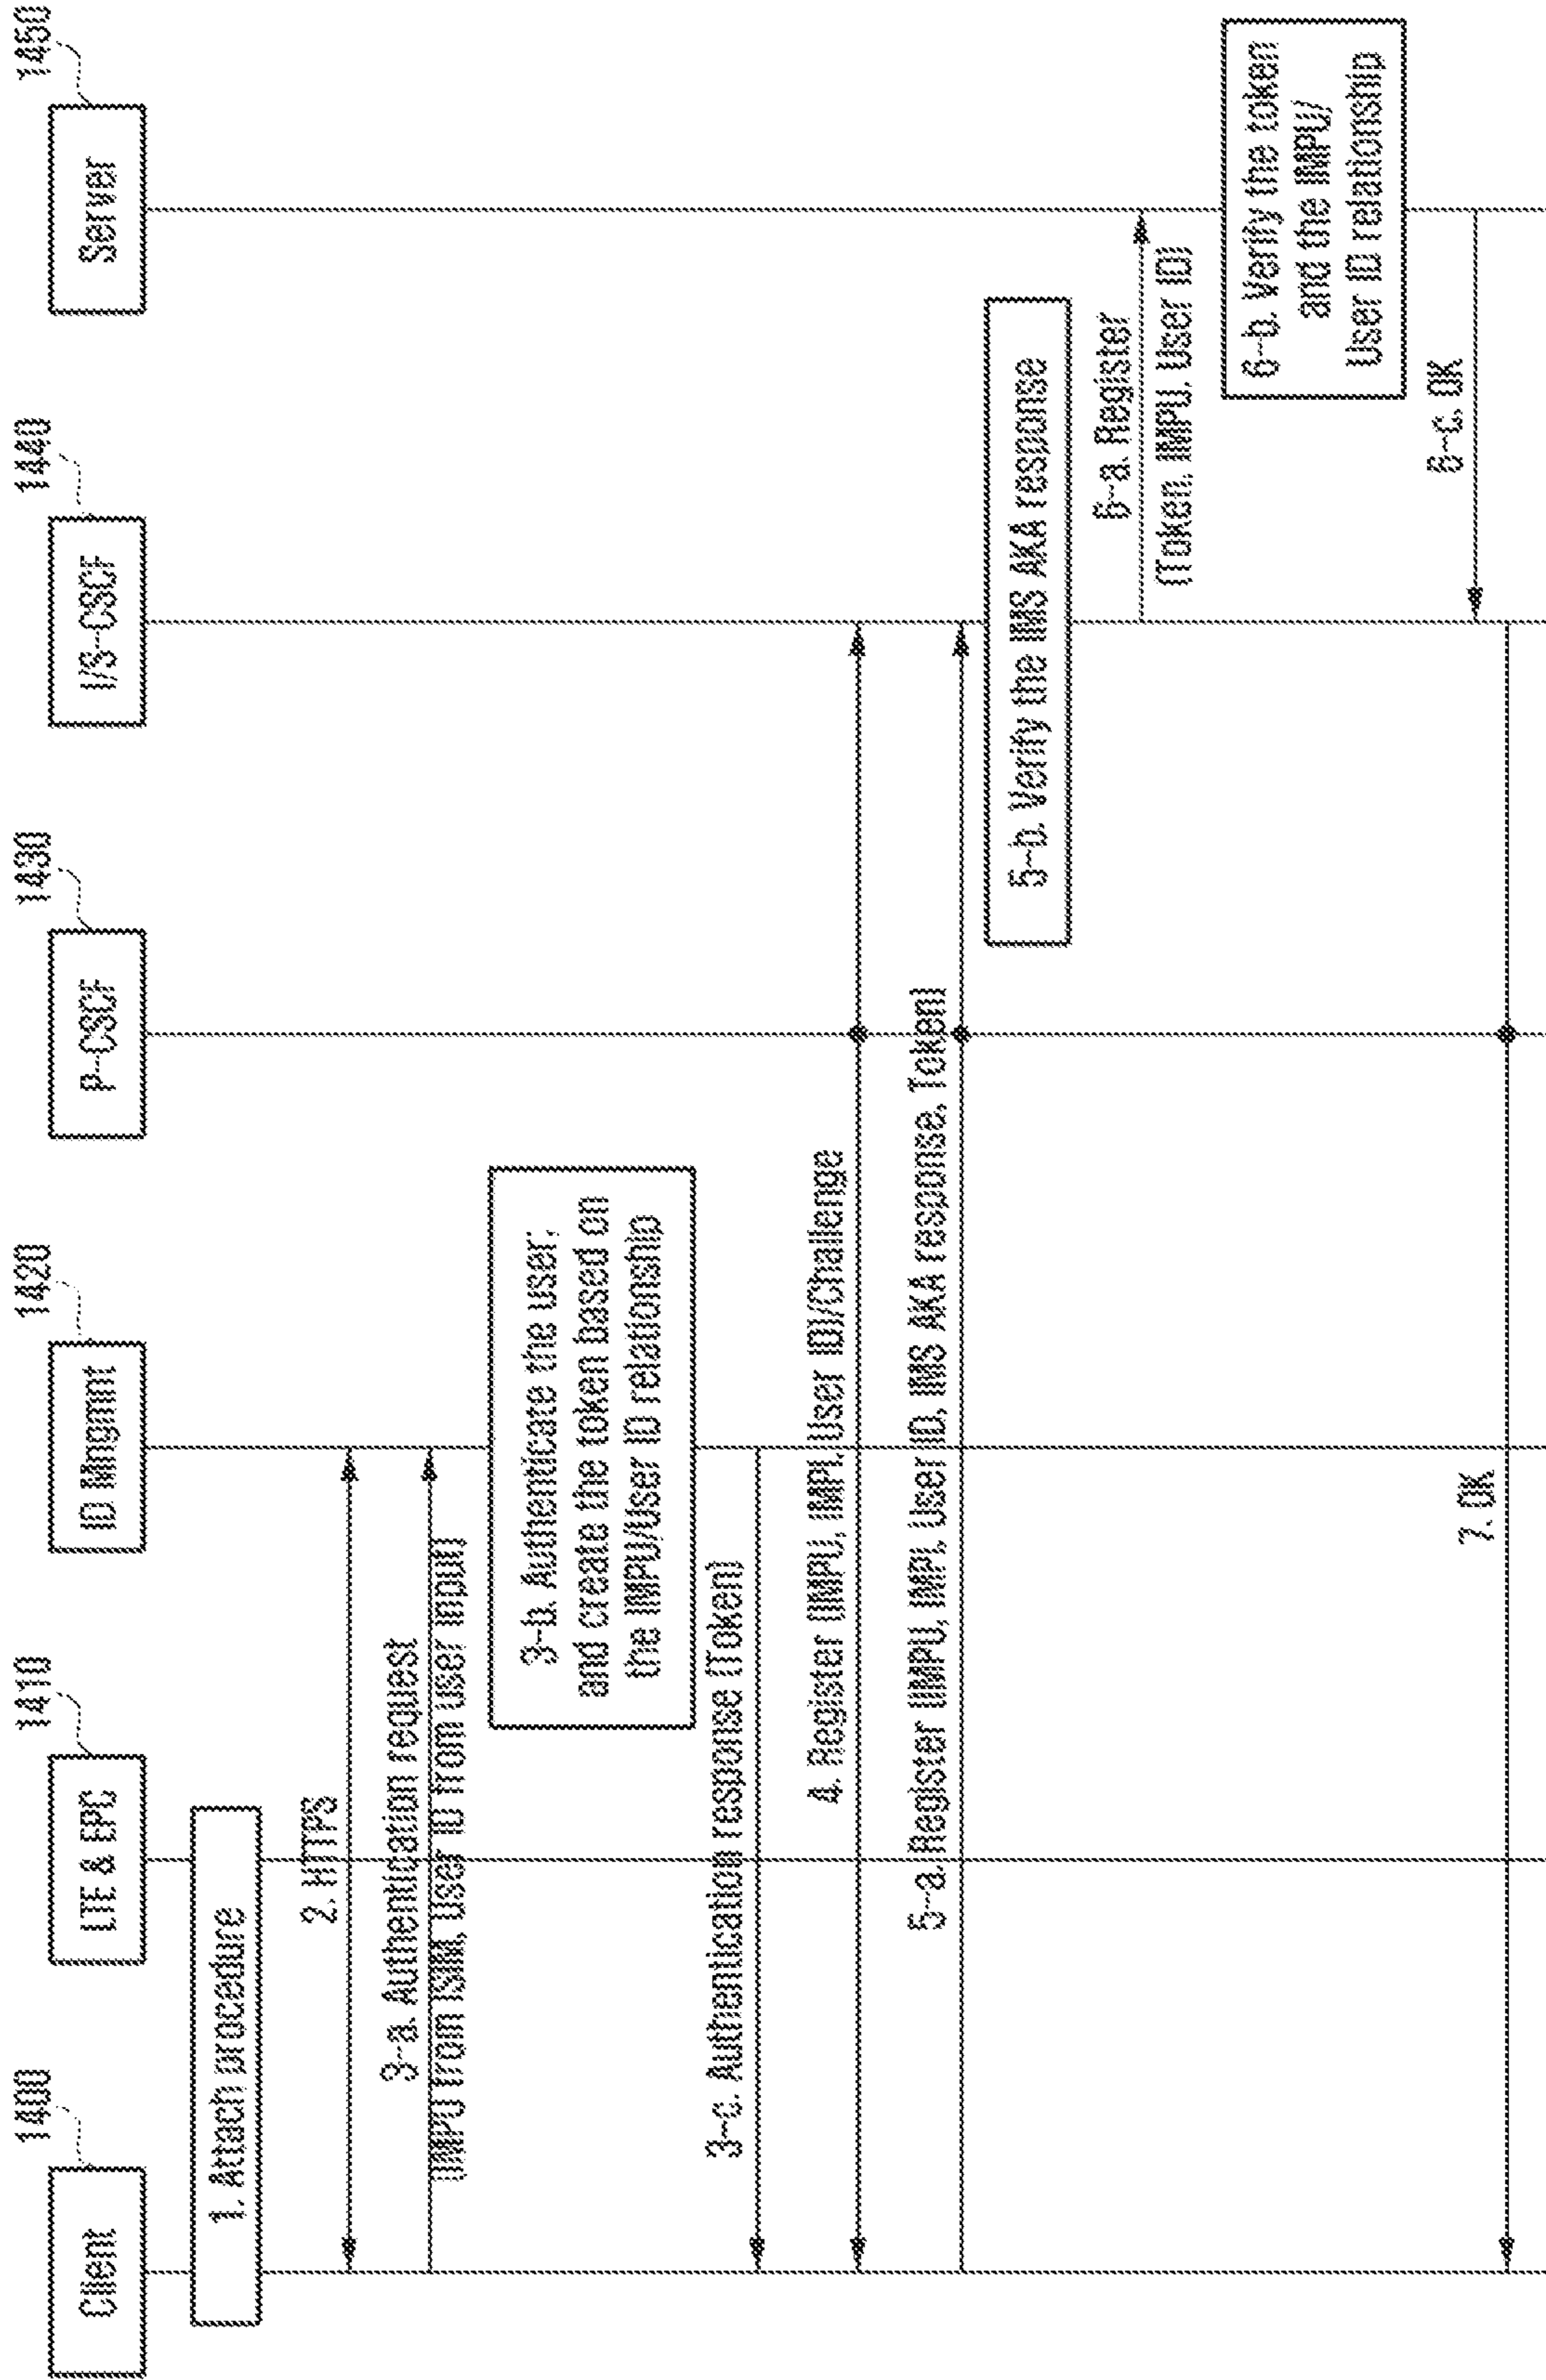 1400
1410
1420
1430
1440
1450
Client
LTE & EPC
ID Mngmnt
P-CSCF
I/S-CSCF
Server
1. Attach procedure
2. HTTPS
3-a. Authentication request
(IMPU from ISIM, User ID from user input)
3-b. Authenticate the user,
and create the token based on
the IMPU/User ID relationship
3-c. Authentication response (Token)
4. Register (IMPU, IMPI, User ID)/Challenge
5-a. Register (IMPU, IMPI, User ID, IMS AKA response, Token)
5-b. Verify the IMS AKA response
6-a. Register
(Token, IMPU, User ID)
6-b. Verify the token
and the IMPU/
User ID relationship
6-c. OK
7. OK